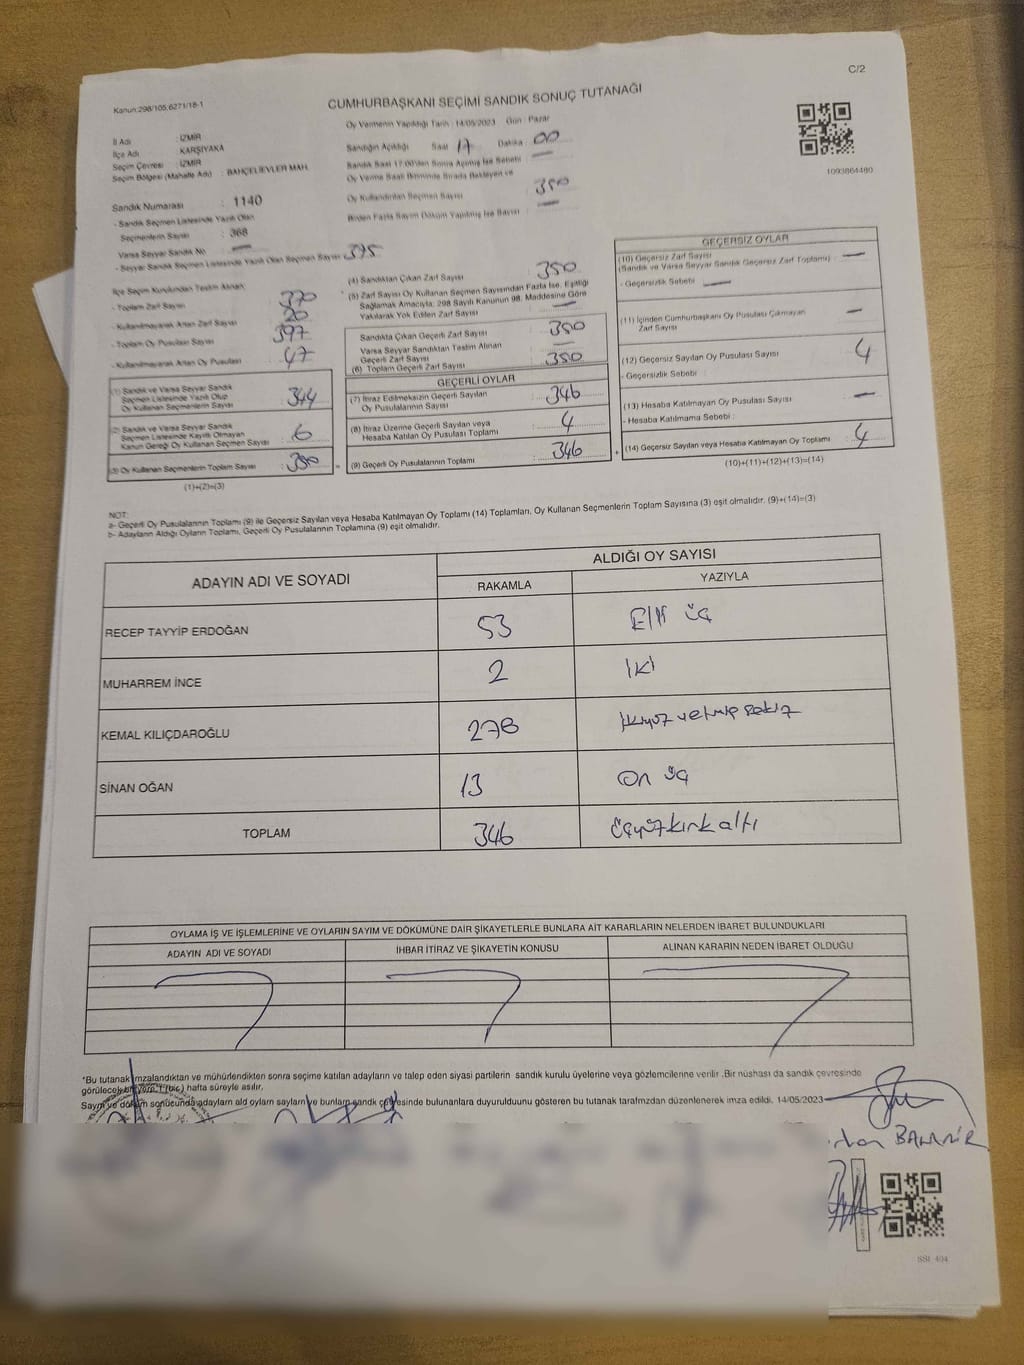 C/2
Kanun:298/105.6271/18-1
CUMHURBAŞKANI SEÇİMİ SANDIK SONUÇ TUTANAĞI
Oy Vermenin Yapıldığı Tarih : 14/05/2023 Gün : Pazar
İl Adı : İZMİR
İlçe Adı : KARŞIYAKA
Seçim Çevresi : İZMİR
Seçim Bölgesi (Mahalle Adı) : BAHÇELİEVLER MAH.
Sandığın Açıldığı Saat 17 Dakika : 00
Sandık Saat 17:00'den Sonra Açılmış İse Sebebi : —
Oy Verme Saati Bitiminde Sırada Bekleyen ve
Oy Kullandırılan Seçmen Sayısı : 350
Birden Fazla Sayım Döküm Yapılmış İse Sayısı : —
1093864480
Sandık Numarası : 1140
- Sandık Seçmen Listesinde Yazılı Olan
Seçmenlerin Sayısı : 368
Varsa Seyyar Sandık No : —
- Seyyar Sandık Seçmen Listesinde Yazılı Olan Seçmen Sayısı
İlçe Seçim Kurulundan Teslim Alınan;
- Toplam Zarf Sayısı : 370
- Kullanılmayarak Artan Zarf Sayısı : 20
- Toplam Oy Pusulası Sayısı : 397
- Kullanılmayarak Artan Oy Pusulası : 47
(1) Sandık ve Varsa Seyyar Sandık
Seçmen Listesinde Yazılı Olup
Oy Kullanan Seçmenlerin Sayısı : 344
(2) Sandık ve Varsa Seyyar Sandık
Seçmen Listesinde Kayıtlı Olmayan
Kanun Gereği Oy Kullanan Seçmen Sayısı : 6
(3) Oy Kullanan Seçmenlerin Toplam Sayısı : 350 =
(1)+(2)=(3)
(4) Sandıktan Çıkan Zarf Sayısı : 350
(5) Zarf Sayısı Oy Kullanan Seçmen Sayısından Fazla İse, Eşitliği
Sağlamak Amacıyla; 298 Sayılı Kanunun 98. Maddesine Göre
Yakılarak Yok Edilen Zarf Sayısı : —
Sandıkta Çıkan Geçerli Zarf Sayısı : 350
Varsa Seyyar Sandıktan Teslim Alınan
Geçerli Zarf Sayısı : —
(6) Toplam Geçerli Zarf Sayısı : 350
GEÇERLİ OYLAR
(7) İtiraz Edilmeksizin Geçerli Sayılan
Oy Pusulalarının Sayısı : 346
(8) İtiraz Üzerine Geçerli Sayılan veya
Hesaba Katılan Oy Pusulası Toplamı : 4
(9) Geçerli Oy Pusulalarının Toplamı : 346 +
GEÇERSİZ OYLAR
(10) Geçersiz Zarf Sayısı
(Sandık ve Varsa Seyyar Sandık Geçersiz Zarf Toplamı) : —
- Geçersizlik Sebebi : —
(11) İçinden Cumhurbaşkanı Oy Pusulası Çıkmayan
Zarf Sayısı : —
(12) Geçersiz Sayılan Oy Pusulası Sayısı : 4
- Geçersizlik Sebebi :
(13) Hesaba Katılmayan Oy Pusulası Sayısı : —
- Hesaba Katılmama Sebebi :
(14) Geçersiz Sayılan veya Hesaba Katılmayan Oy Toplamı : 4
(10)+(11)+(12)+(13)=(14)
NOT:
a- Geçerli Oy Pusulalarının Toplamı (9) ile Geçersiz Sayılan veya Hesaba Katılmayan Oy Toplamı (14) Toplamları, Oy Kullanan Seçmenlerin Toplam Sayısına (3) eşit olmalıdır. (9)+(14)=(3)
b- Adayların Aldığı Oyların Toplamı, Geçerli Oy Pusulalarının Toplamına (9) eşit olmalıdır.
ADAYIN ADI VE SOYADI
ALDIĞI OY SAYISI
RAKAMLA YAZIYLA
RECEP TAYYİP ERDOĞAN 53 Elli üç
MUHARREM İNCE 2 İki
KEMAL KILIÇDAROĞLU 278 İkiyüz yetmiş sekiz
SİNAN OĞAN 13 On üç
TOPLAM 346 üçyüzkırkaltı
OYLAMA İŞ VE İŞLEMLERİNE VE OYLARIN SAYIM VE DÖKÜMÜNE DAİR ŞİKAYETLERLE BUNLARA AİT KARARLARIN NELERDEN İBARET BULUNDUKLARI
ADAYIN ADI VE SOYADI İHBAR İTİRAZ VE ŞİKAYETİN KONUSU ALINAN KARARIN NEDEN İBARET OLDUĞU
*Bu tutanak imzalandıktan ve mühürlendikten sonra seçime katılan adayların ve talep eden siyasi partilerin sandık kurulu üyelerine veya gözlemcilerine verilir .Bir nüshası da sandık çevresinde
görülecek bir yere 1 (bir) hafta süreyle asılır.
Sayım ve döküm sonucunda adayların ald oyların sayları ve bunların sandık çevresinde bulunanlara duyurulduunu gösteren bu tutanak tarafımızdan düzenlenerek imza edildi. 14/05/2023
SSI 404